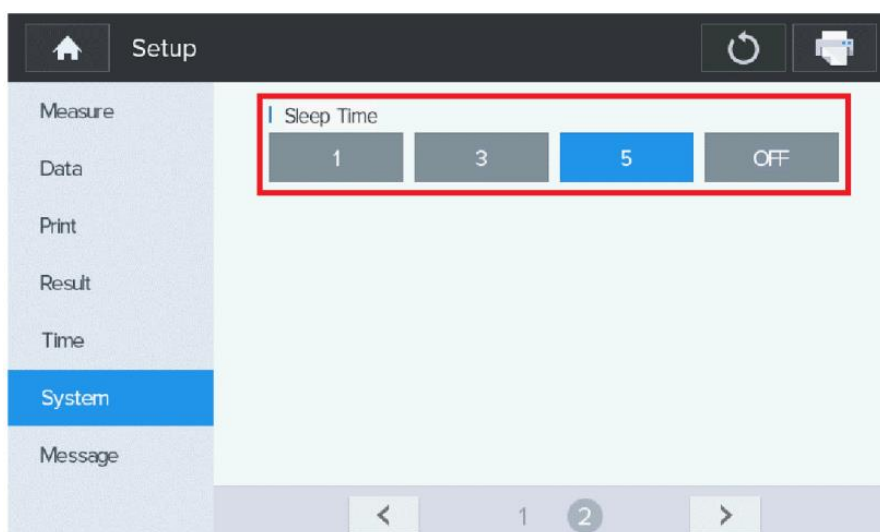 Setup
Measure
Data
Print
Result
Time
System
Message
Sleep Time
1 3 5 OFF
< 1 2 >